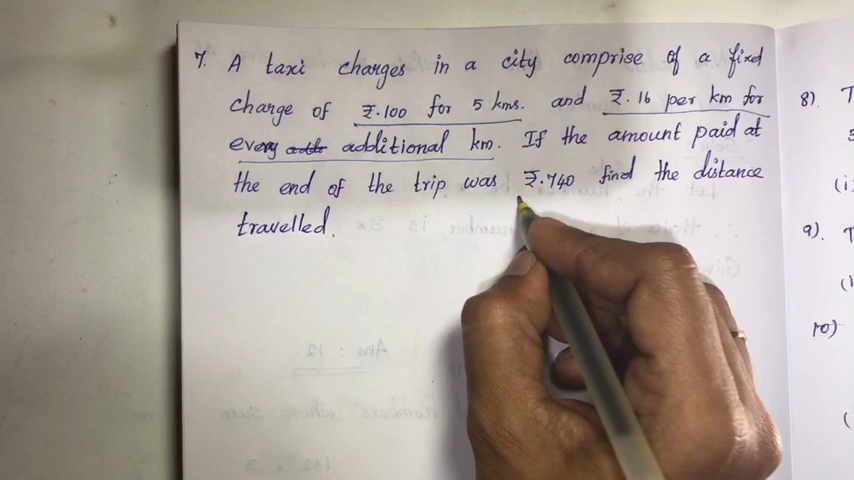 7. A taxi charges in a city comprise of a fixed
charge of ₹.100 for 5 kms. and ₹.16 per km for
every additional km. If the amount paid at
the end of the trip was ₹.740 find the distance
travelled.
8).
(i)
9).
10)